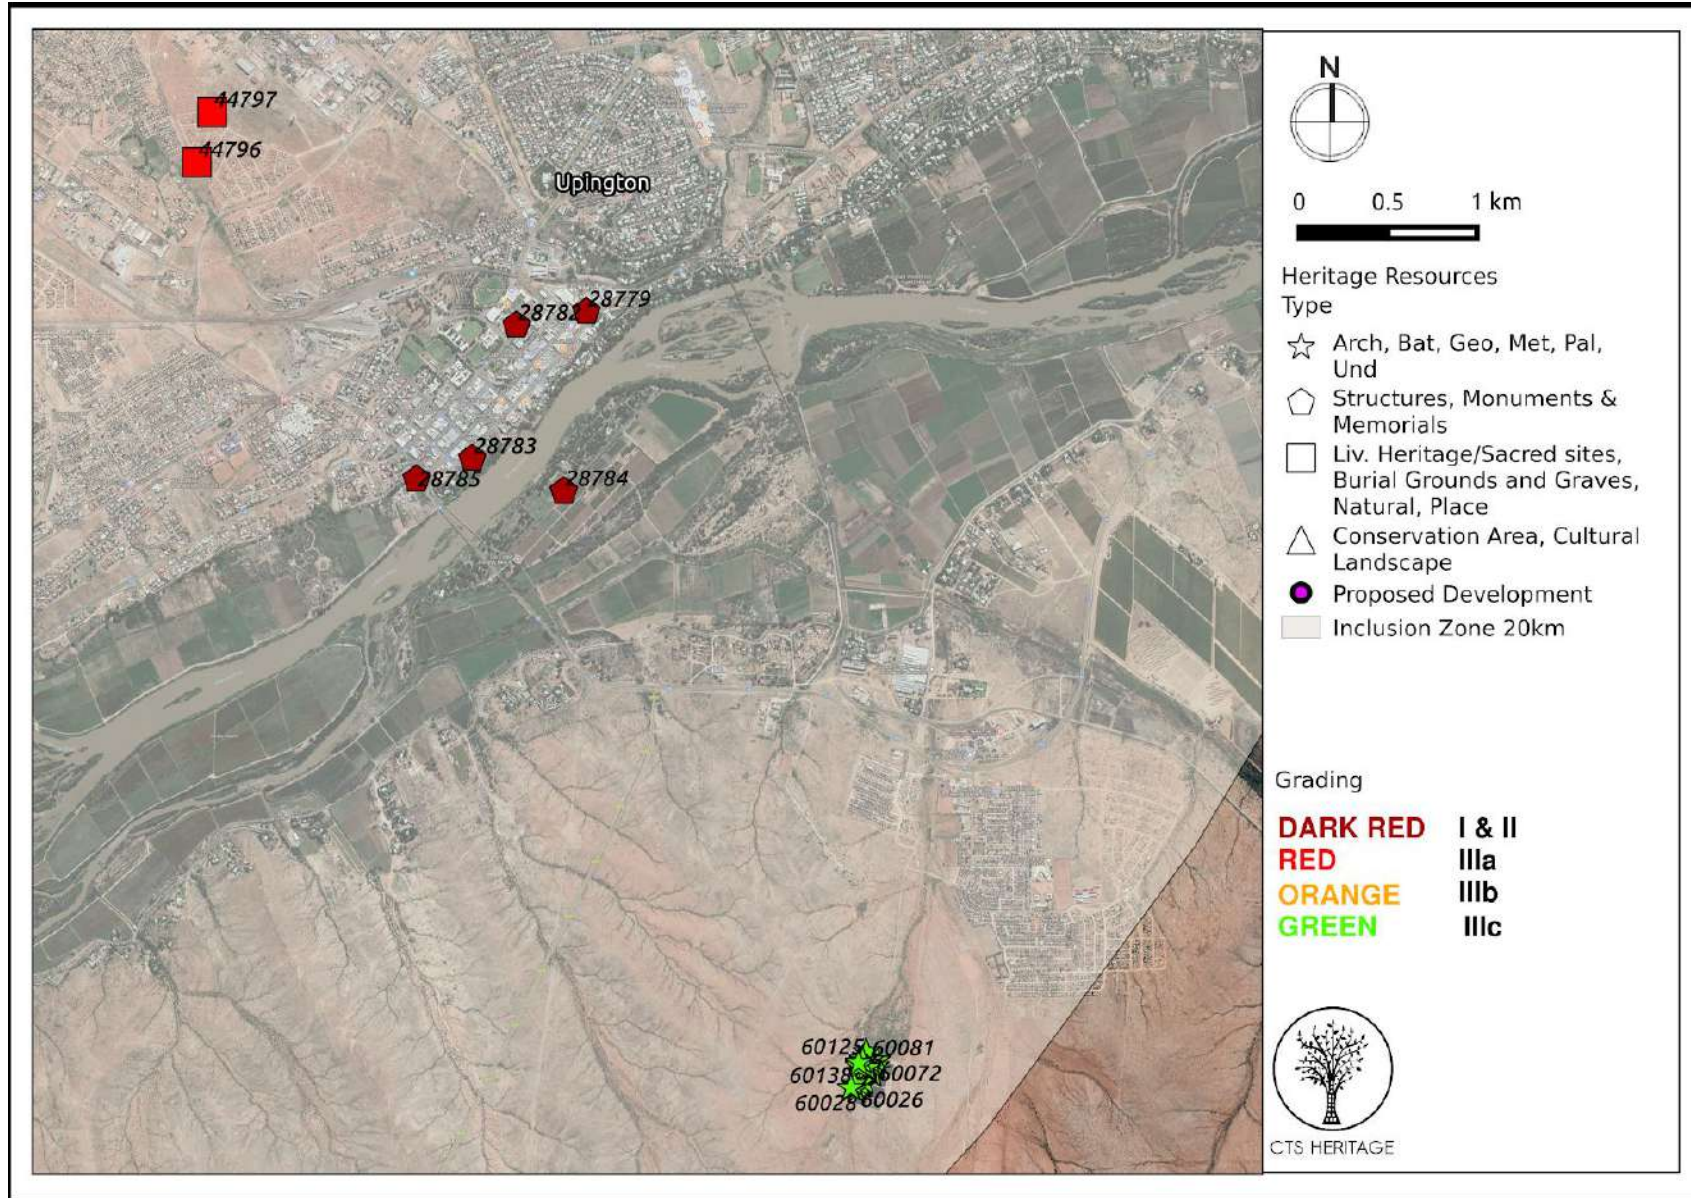 44797
44796
Upington
28779
28782
28783
28785
28784
60125 60081
60138 60072
60028 60026
N
0 0.5 1 km
Heritage Resources
Type
Arch, Bat, Geo, Met, Pal,
Und
Structures, Monuments &
Memorials
Liv. Heritage/Sacred sites,
Burial Grounds and Graves,
Natural, Place
Conservation Area, Cultural
Landscape
Proposed Development
Inclusion Zone 20km
Grading
DARK RED I & II
RED IIIa
ORANGE IIIb
GREEN IIIc
CTS HERITAGE